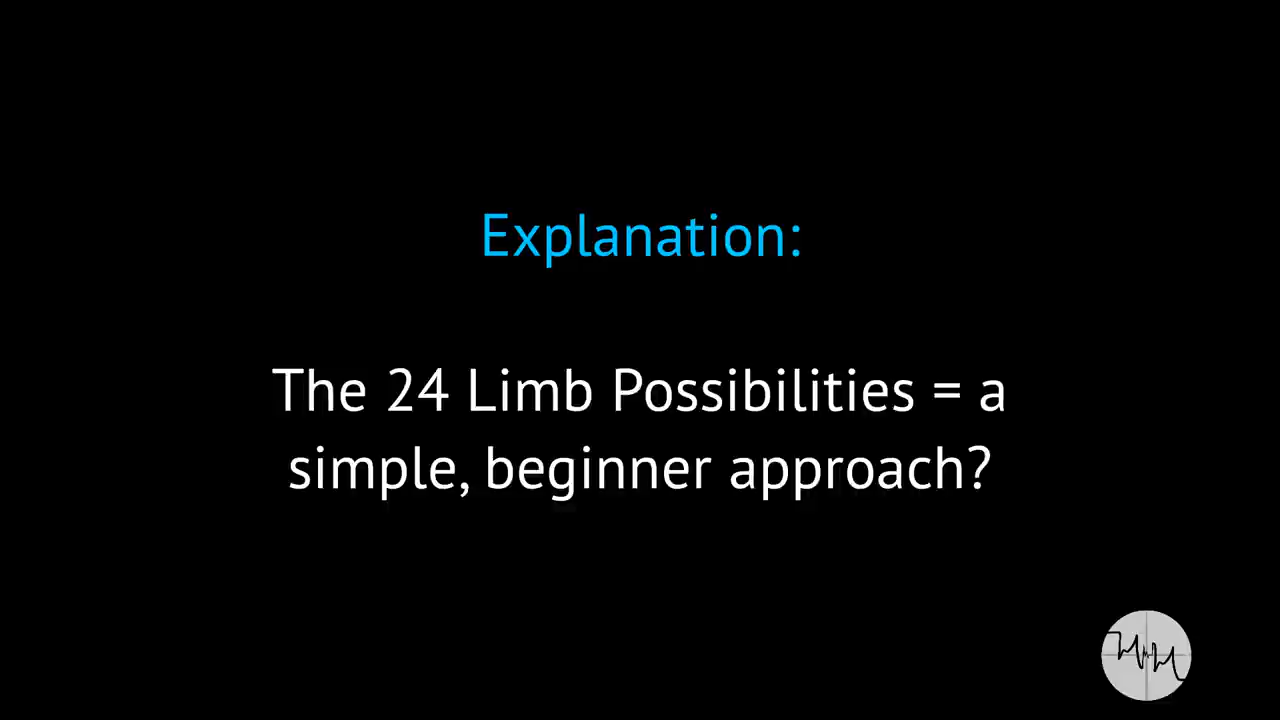 Explanation:
The 24 Limb Possibilities = a
simple, beginner approach?